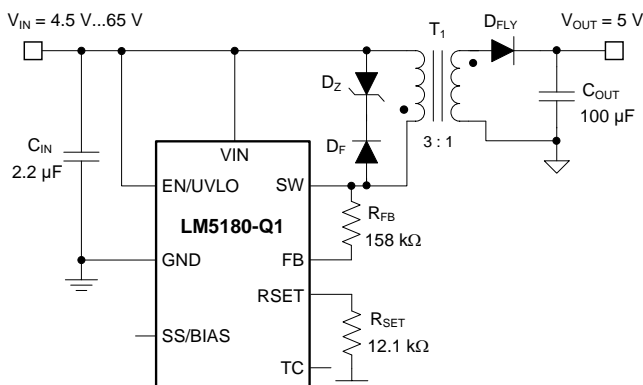 V_IN = 4.5 V...65 V
T₁
D_FLY
V_OUT = 5 V
D_Z
C_OUT
100 µF
D_F
3 : 1
C_IN
2.2 µF
VIN
EN/UVLO
SW
LM5180-Q1
R_FB
158 kΩ
GND
FB
RSET
R_SET
12.1 kΩ
SS/BIAS
TC